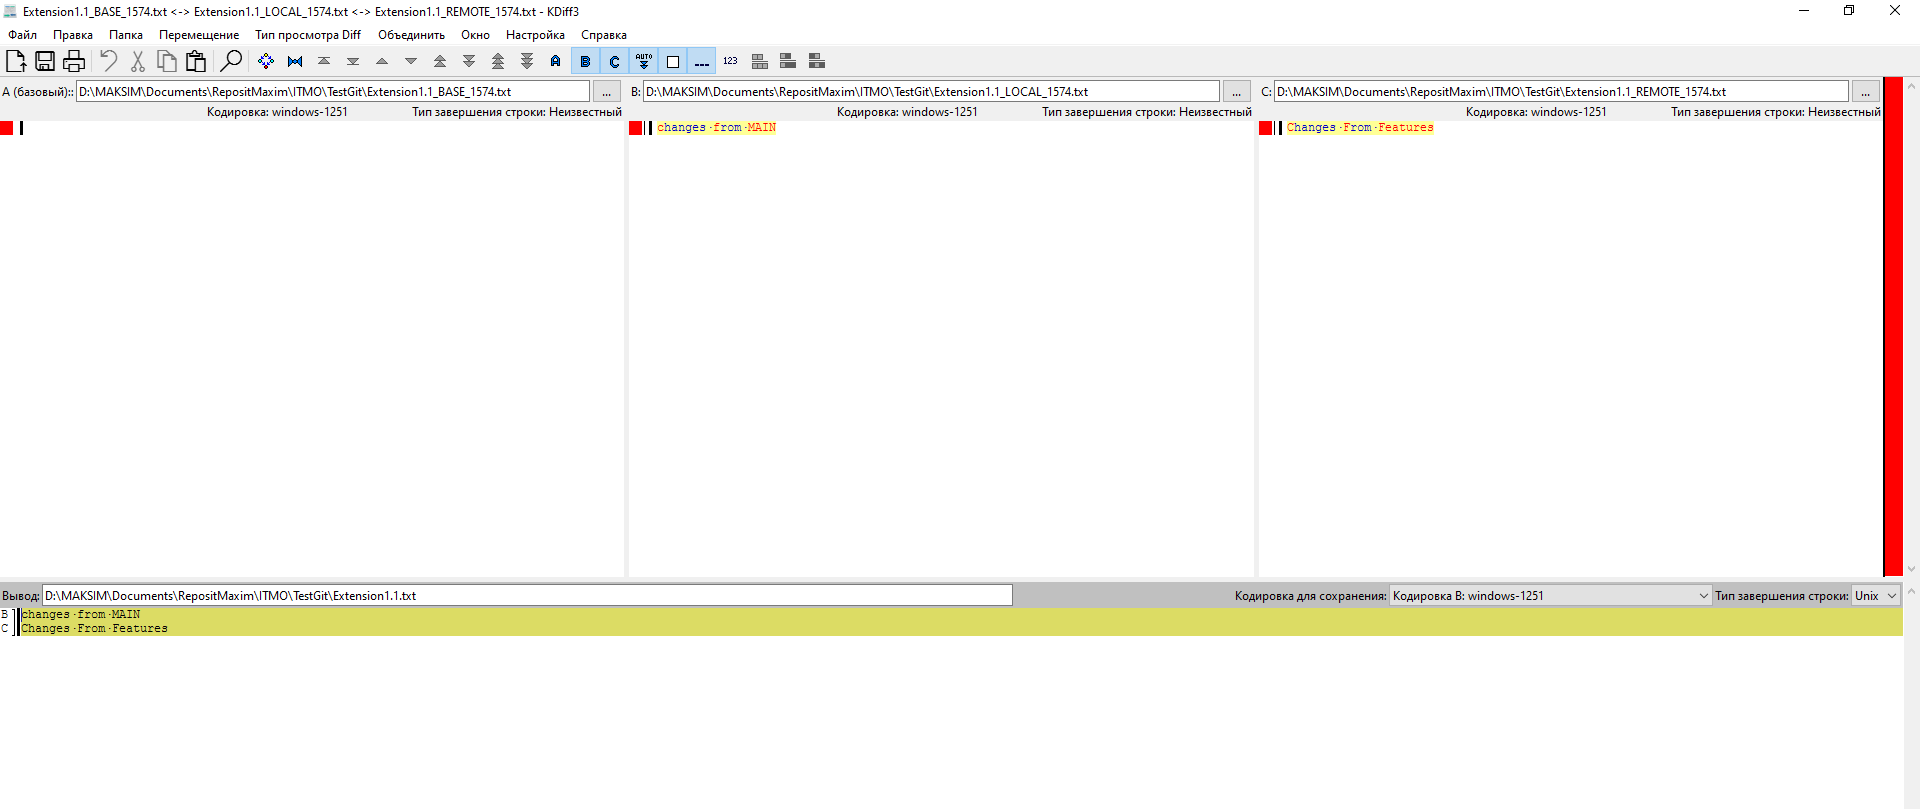 Extension1.1_BASE_1574.txt <-> Extension1.1_LOCAL_1574.txt <-> Extension1.1_REMOTE_1574.txt - KDiff3
Файл Правка Папка Перемещение Тип просмотра Diff Объединить Окно Настройка Справка
A B C AUTO 123
A (базовый):: D:\MAKSIM\Documents\RepositMaxim\ITMO\TestGit\Extension1.1_BASE_1574.txt ...
Кодировка: windows-1251 Тип завершения строки: Неизвестный
B: D:\MAKSIM\Documents\RepositMaxim\ITMO\TestGit\Extension1.1_LOCAL_1574.txt ...
Кодировка: windows-1251 Тип завершения строки: Неизвестный
changes·from·MAIN
C: D:\MAKSIM\Documents\RepositMaxim\ITMO\TestGit\Extension1.1_REMOTE_1574.txt ...
Кодировка: windows-1251 Тип завершения строки: Неизвестный
Changes·From·Features
Вывод: D:\MAKSIM\Documents\RepositMaxim\ITMO\TestGit\Extension1.1.txt Кодировка для сохранения: Кодировка B: windows-1251 Тип завершения строки: Unix
B changes·from·MAIN
C Changes·From·Features